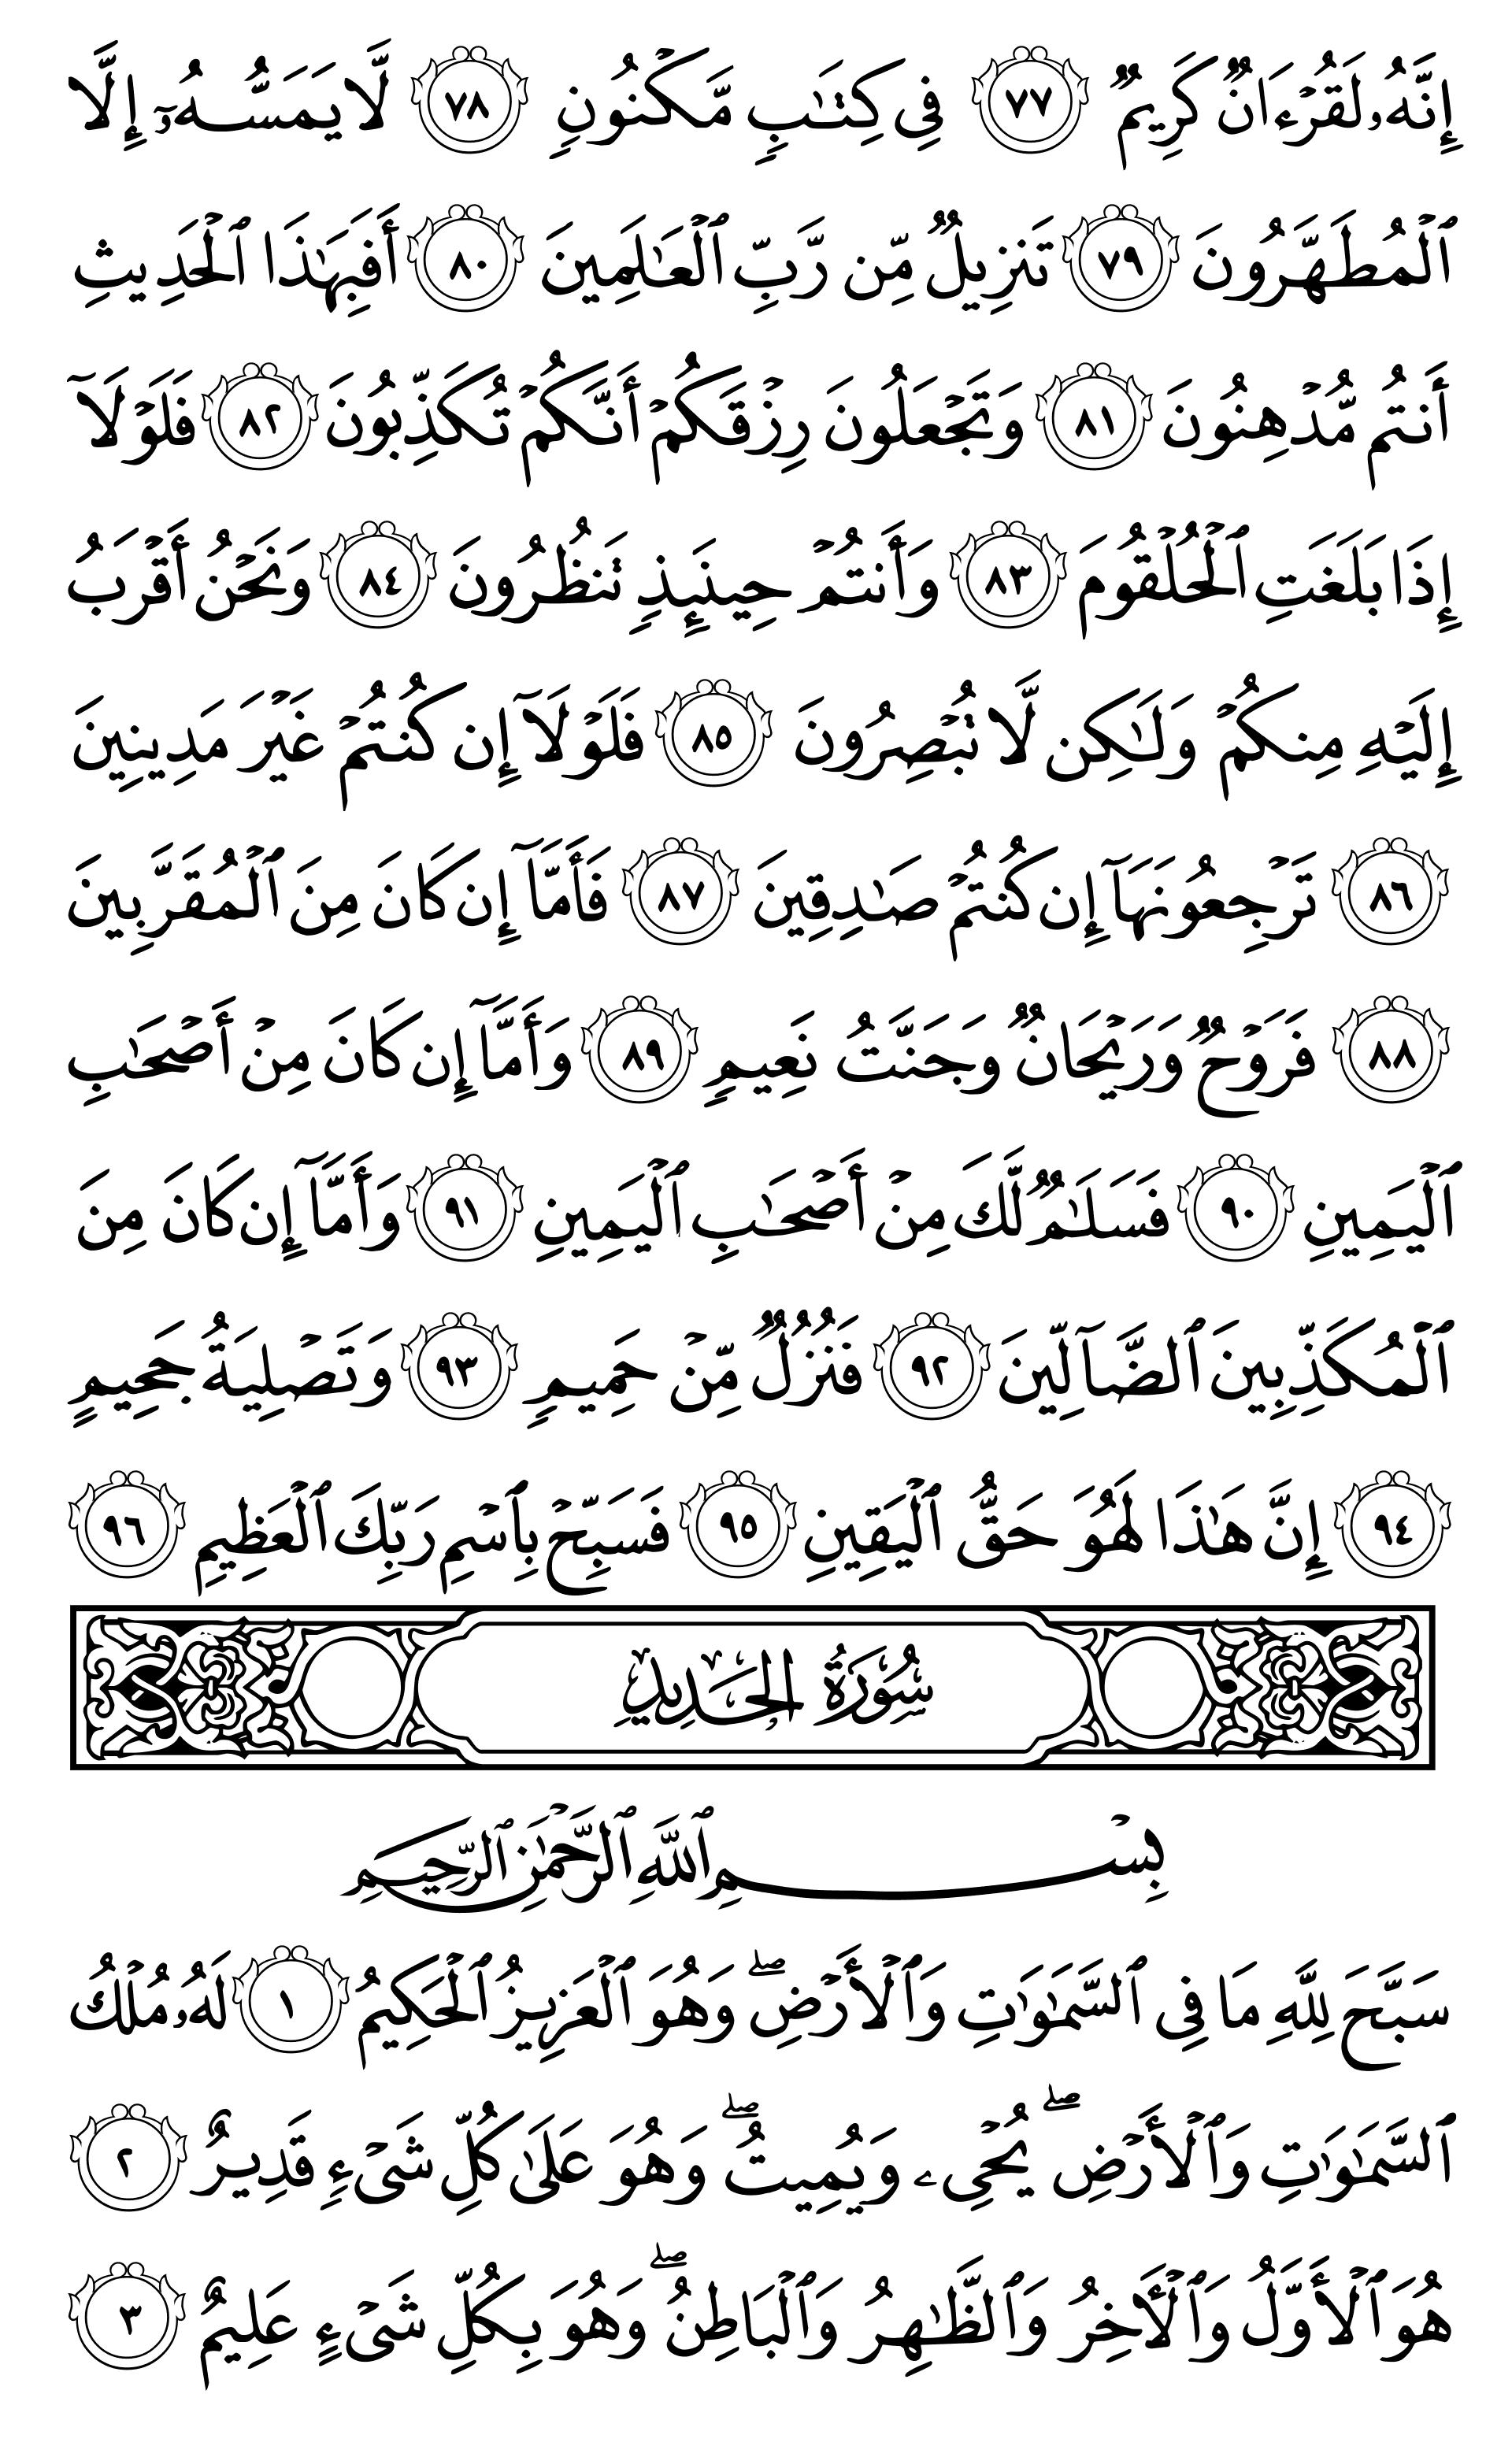 إِنَّهُۥ لَقُرْءَانٌ كَرِيمٌ ٧٧ فِى كِتَٰبٍ مَّكْنُونٍ ٧٨ لَّا يَمَسُّهُۥٓ إِلَّا
ٱلْمُطَهَّرُونَ ٧٩ تَنزِيلٌ مِّن رَّبِّ ٱلْعَٰلَمِينَ ٨٠ أَفَبِهَٰذَا ٱلْحَدِيثِ
أَنتُم مُّدْهِنُونَ ٨١ وَتَجْعَلُونَ رِزْقَكُمْ أَنَّكُمْ تُكَذِّبُونَ ٨٢ فَلَوْلَآ
إِذَا بَلَغَتِ ٱلْحُلْقُومَ ٨٣ وَأَنتُمْ حِينَئِذٍ تَنظُرُونَ ٨٤ وَنَحْنُ أَقْرَبُ
إِلَيْهِ مِنكُمْ وَلَٰكِن لَّا تُبْصِرُونَ ٨٥ فَلَوْلَآ إِن كُنتُمْ غَيْرَ مَدِينِينَ
٨٦ تَرْجِعُونَهَآ إِن كُنتُمْ صَٰدِقِينَ ٨٧ فَأَمَّآ إِن كَانَ مِنَ ٱلْمُقَرَّبِينَ
٨٨ فَرَوْحٌ وَرَيْحَانٌ وَجَنَّتُ نَعِيمٍ ٨٩ وَأَمَّآ إِن كَانَ مِنْ أَصْحَٰبِ
ٱلْيَمِينِ ٩٠ فَسَلَٰمٌ لَّكَ مِنْ أَصْحَٰبِ ٱلْيَمِينِ ٩١ وَأَمَّآ إِن كَانَ مِنَ
ٱلْمُكَذِّبِينَ ٱلضَّآلِّينَ ٩٢ فَنُزُلٌ مِّنْ حَمِيمٍ ٩٣ وَتَصْلِيَةُ جَحِيمٍ
٩٤ إِنَّ هَٰذَا لَهُوَ حَقُّ ٱلْيَقِينِ ٩٥ فَسَبِّحْ بِٱسْمِ رَبِّكَ ٱلْعَظِيمِ ٩٦
سُورَةُ الحَدِيدِ
بِسْمِ ٱللَّهِ ٱلرَّحْمَٰنِ ٱلرَّحِيمِ
سَبَّحَ لِلَّهِ مَا فِى ٱلسَّمَٰوَٰتِ وَٱلْأَرْضِ ۖ وَهُوَ ٱلْعَزِيزُ ٱلْحَكِيمُ ١ لَهُۥ مُلْكُ
ٱلسَّمَٰوَٰتِ وَٱلْأَرْضِ ۖ يُحْىِۦ وَيُمِيتُ ۖ وَهُوَ عَلَىٰ كُلِّ شَىْءٍ قَدِيرٌ ٢
هُوَ ٱلْأَوَّلُ وَٱلْءَاخِرُ وَٱلظَّٰهِرُ وَٱلْبَاطِنُ ۖ وَهُوَ بِكُلِّ شَىْءٍ عَلِيمٌ ٣